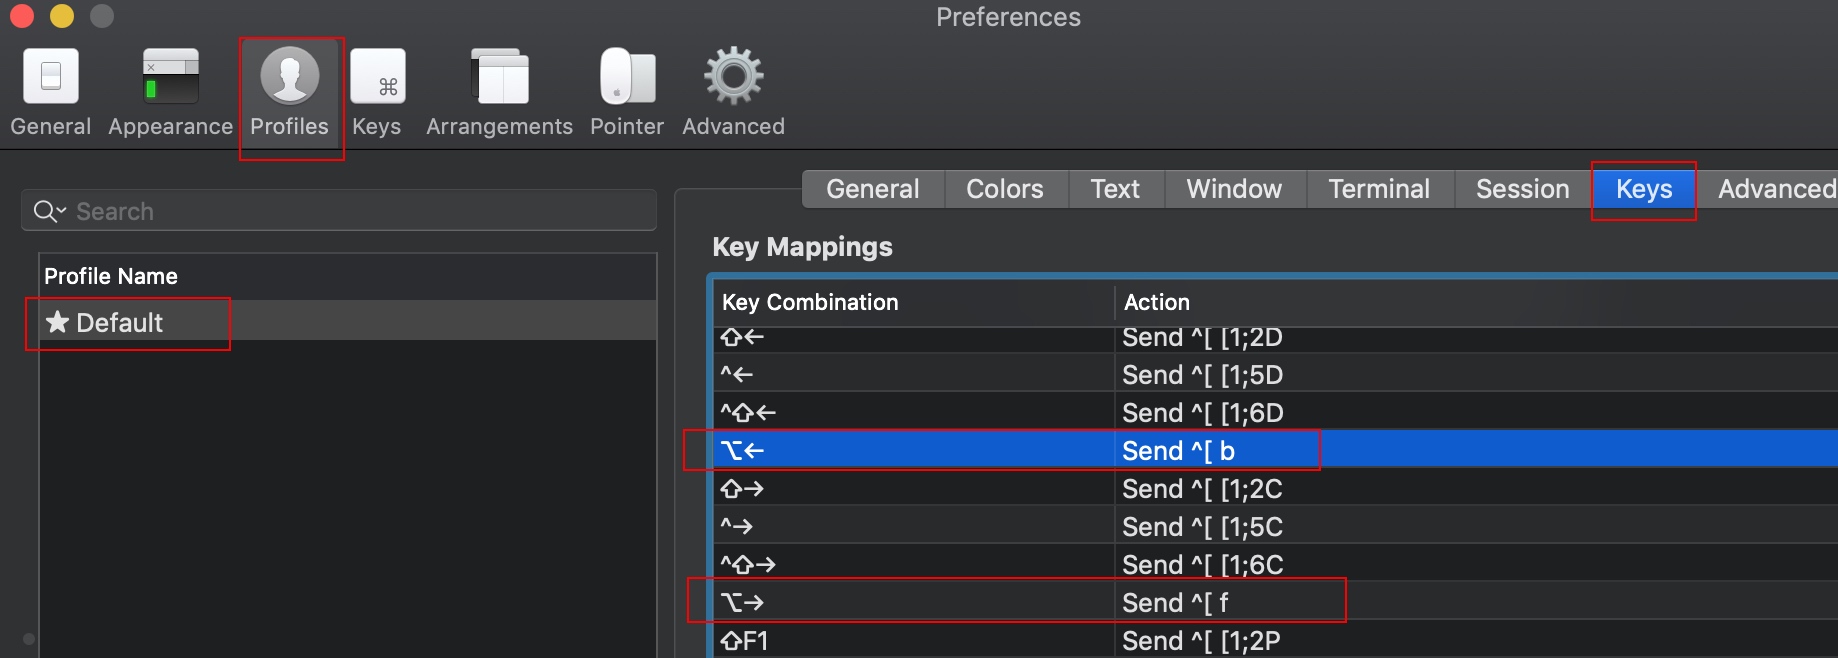 Preferences
General Appearance Profiles Keys Arrangements Pointer Advanced
Search
Profile Name
★ Default
General Colors Text Window Terminal Session Keys Advanced
Key Mappings
Key Combination Action
⇧← Send ^[ [1;2D
^← Send ^[ [1;5D
^⇧← Send ^[ [1;6D
⌥← Send ^[ b
⇧→ Send ^[ [1;2C
^→ Send ^[ [1;5C
^⇧→ Send ^[ [1;6C
⌥→ Send ^[ f
⇧F1 Send ^[ [1;2P